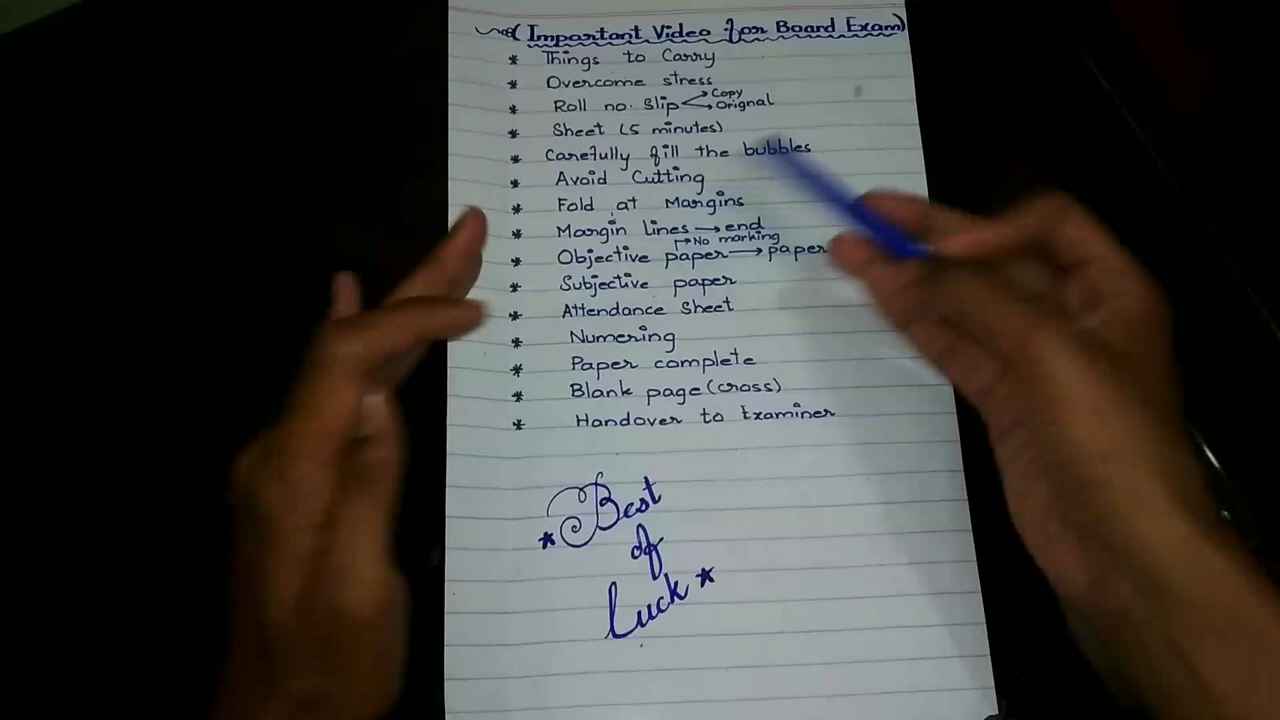 (Important Video for Board Exam)
* Things to Carry
* Overcome stress
* Roll no. Slip Copy
Orignal
* Sheet (5 minutes)
* Carefully fill the bubbles
* Avoid Cutting
* Fold at Margins
* Margin lines → end
No marking
* Objective paper → paper
* Subjective paper
* Attendance Sheet
* Numering
* Paper complete
* Blank page (cross)
* Handover to Examiner
* Best
of
Luck *